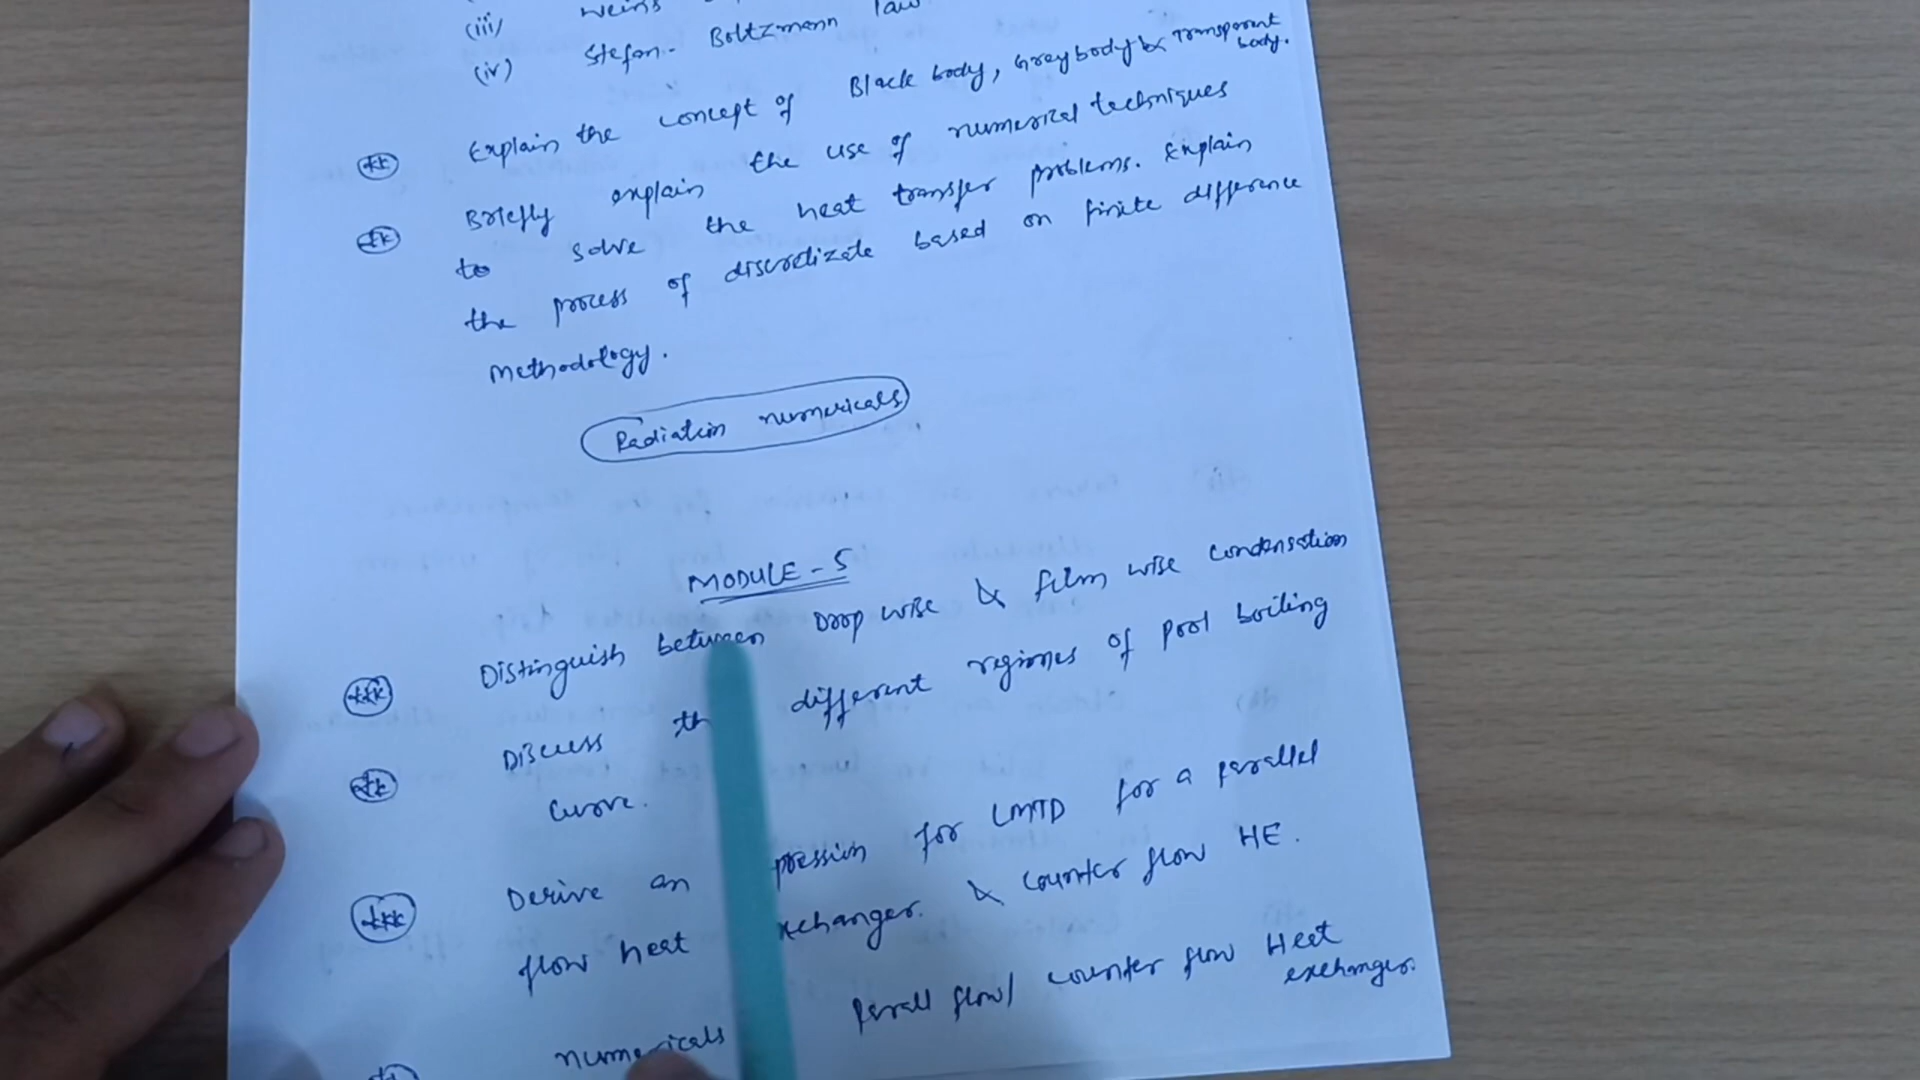 (iii) Weins
(iv) Stefan- Boltzmann law
** Explain the concept of Black body, Grey body & Transparent body.
** Briefly explain the use of numerical techniques
to solve the heat transfer problems. Explain
the process of discretizate based on finite difference
methodology.
Radiation numericals
MODULE-5
*** Distinguish between Drop wise & film wise condensation
** Discuss the different regimes of pool boiling
curve.
*** Derive an pression for LMTD for a parallel
flow heat xchanger. & counter flow HE.
numericals Parall flow/ counter flow Heat exchanger.